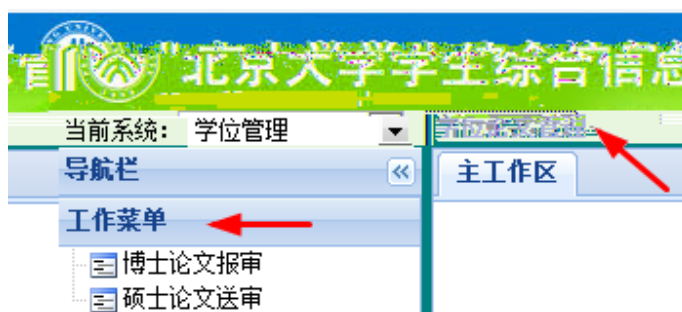 北京大学学生综合信息
当前系统： 学位管理
导航栏
主工作区
工作菜单
博士论文报审
硕士论文送审